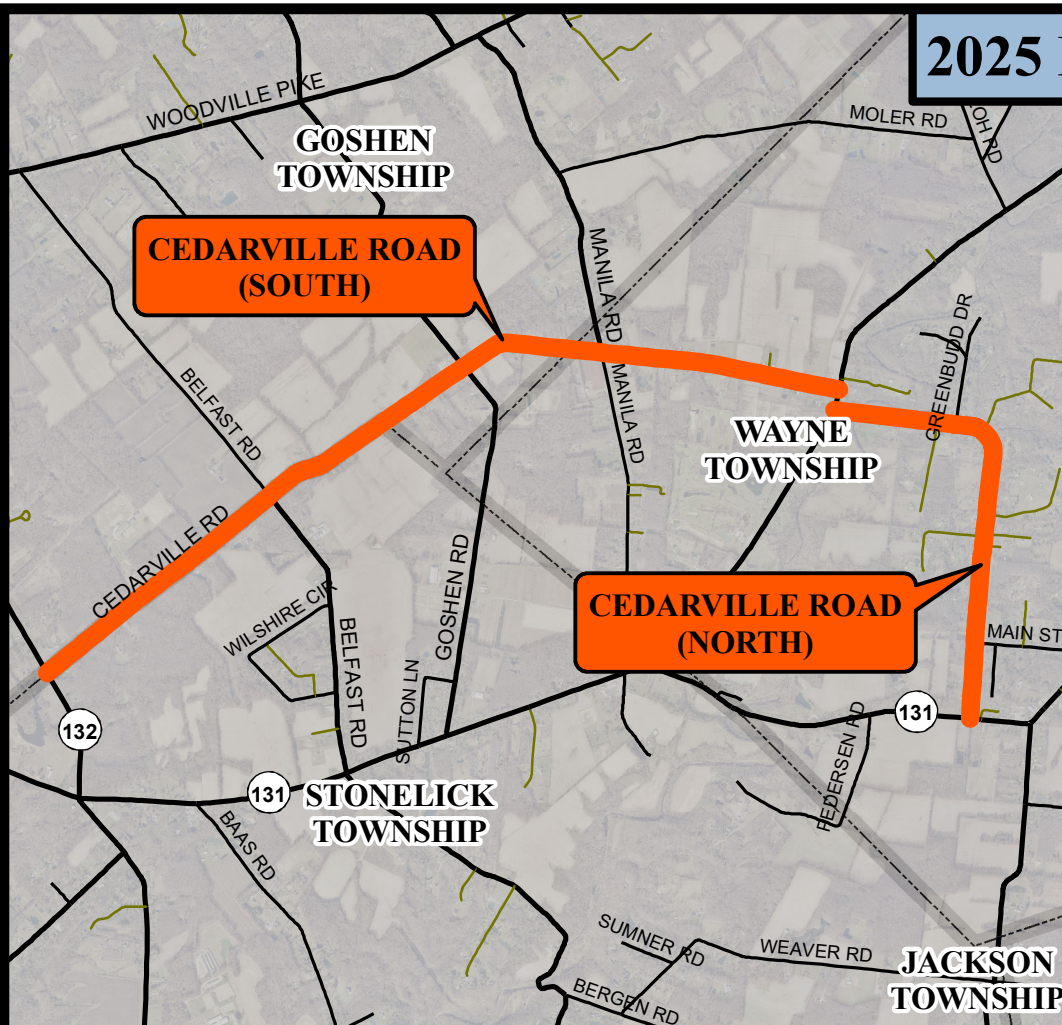 2025
WOODVILLE PIKE
MOLER RD
GOSHEN
TOWNSHIP
CEDARVILLE ROAD
(SOUTH)
MANILA RD
MANILA RD
GREENBUDD DR
BELFAST RD
WAYNE
TOWNSHIP
CEDARVILLE RD
GOSHEN RD
WILSHIRE CIR
BELFAST RD
SUTTON LN
CEDARVILLE ROAD
(NORTH)
MAIN ST
132
131
PEDERSEN RD
131
STONELICK
TOWNSHIP
BAAS RD
SUMNER RD
WEAVER RD
JACKSON
TOWNSHIP
BERGEN RD